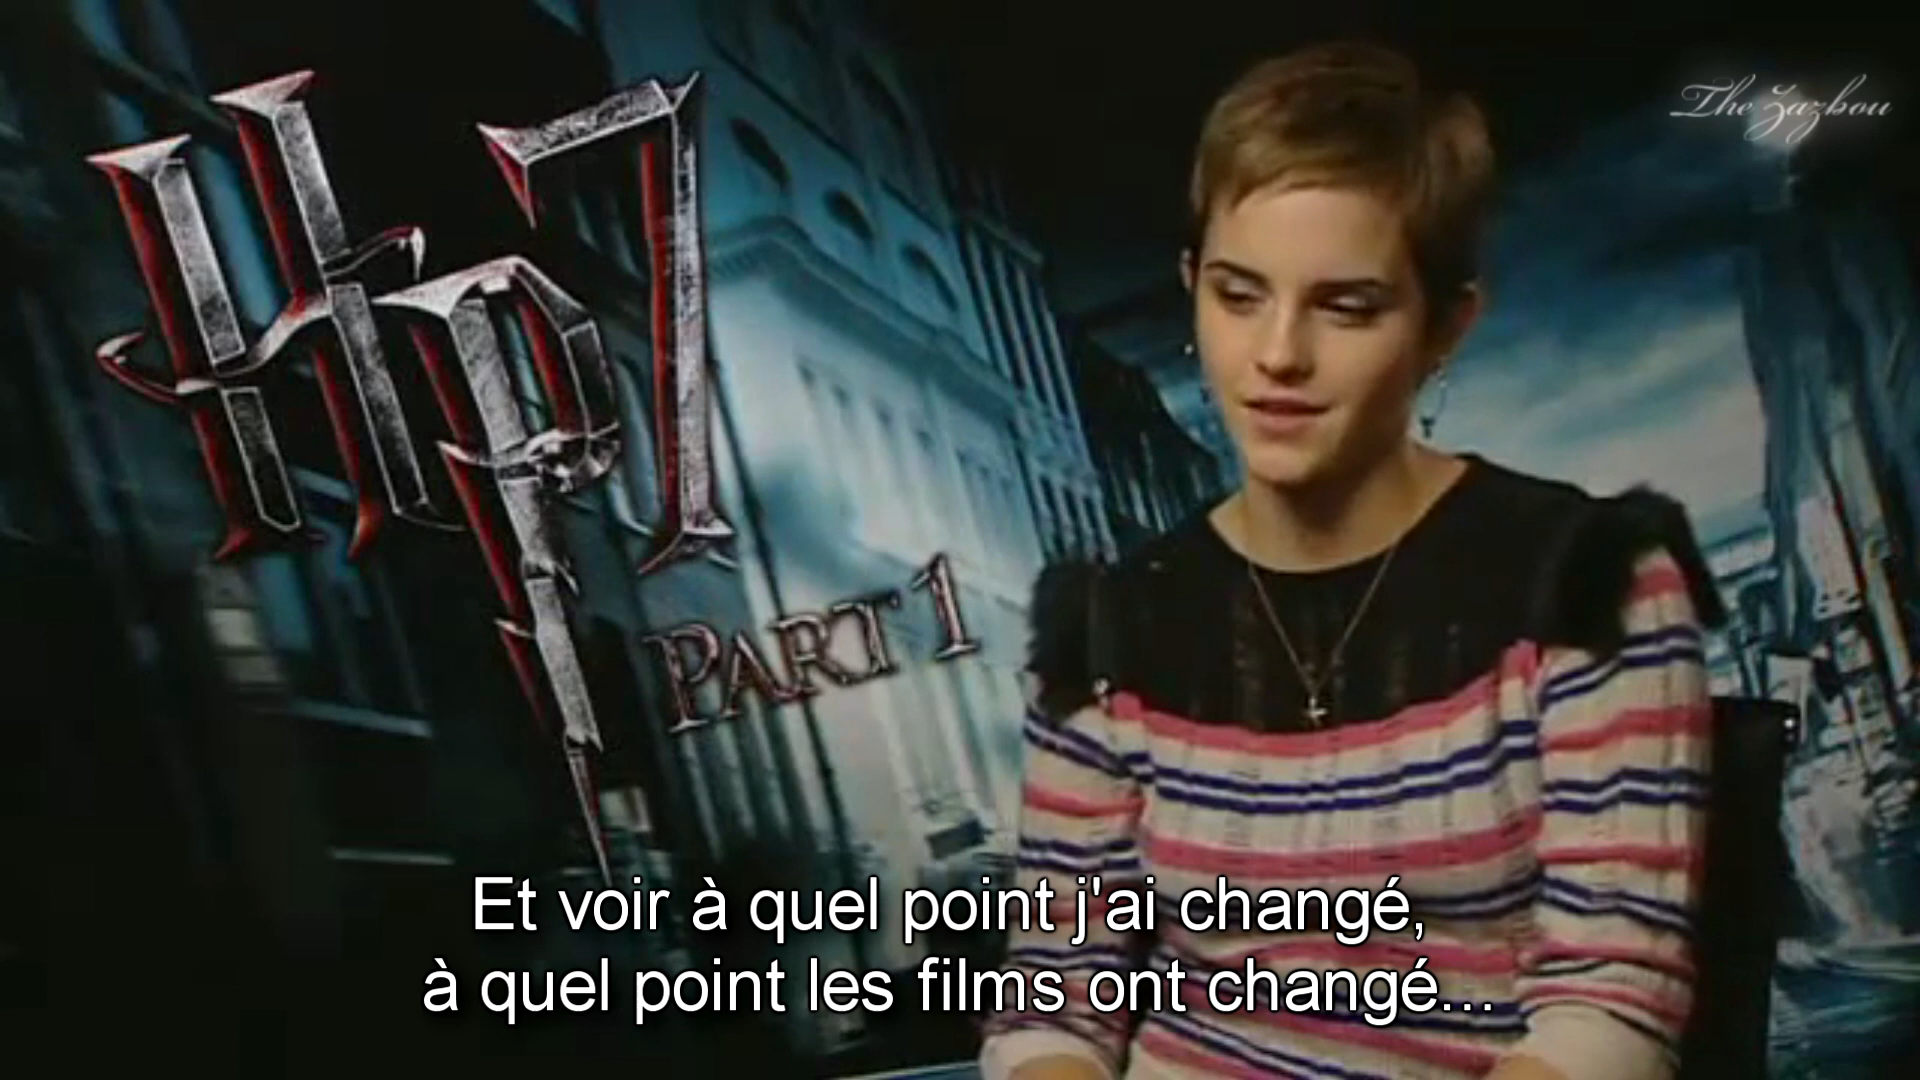 The Zazbou
Hp7
PART 1
Et voir à quel point j'ai changé,
à quel point les films ont changé...